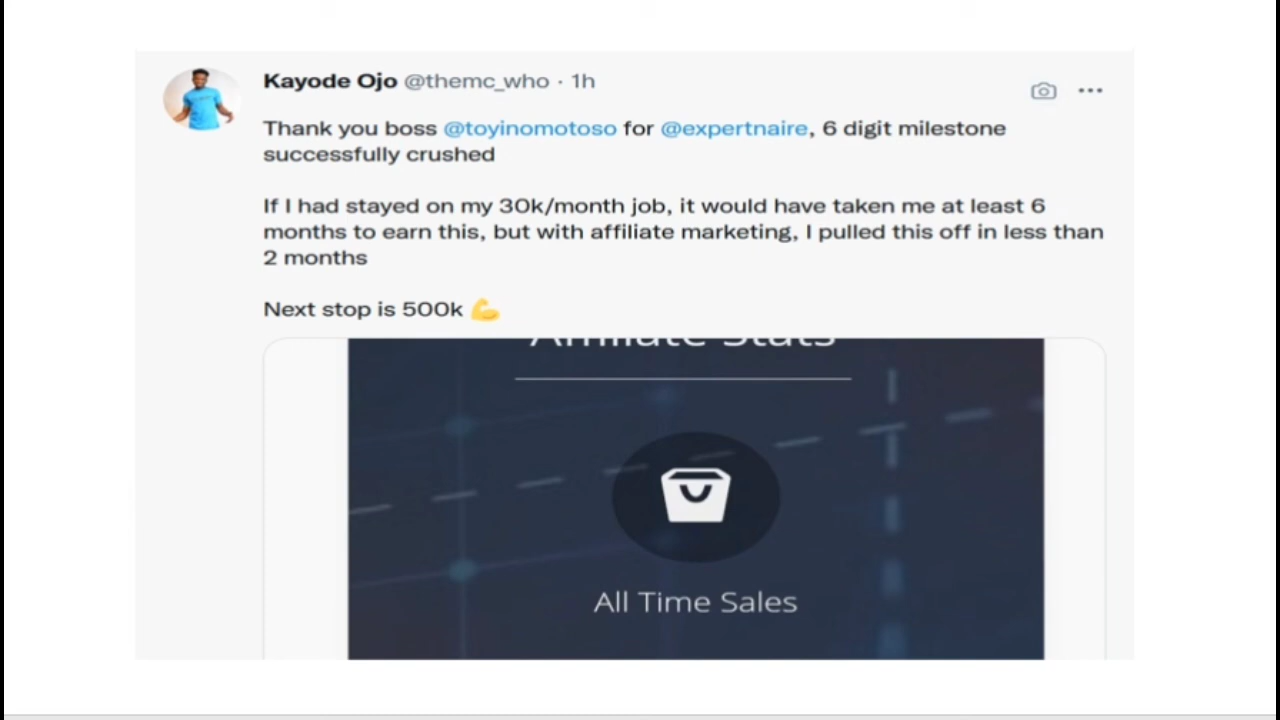 Kayode Ojo @themc_who · 1h
Thank you boss @toyinomotoso for @expertnaire, 6 digit milestone
successfully crushed
If I had stayed on my 30k/month job, it would have taken me at least 6
months to earn this, but with affiliate marketing, I pulled this off in less than
2 months
Next stop is 500k 💪
Affiliate Stats
All Time Sales